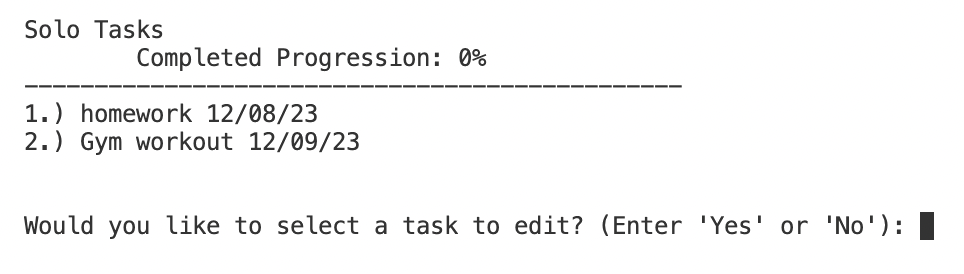 Solo Tasks
Completed Progression: 0%
-----------------------------------------------
1.) homework 12/08/23
2.) Gym workout 12/09/23
Would you like to select a task to edit? (Enter 'Yes' or 'No'):